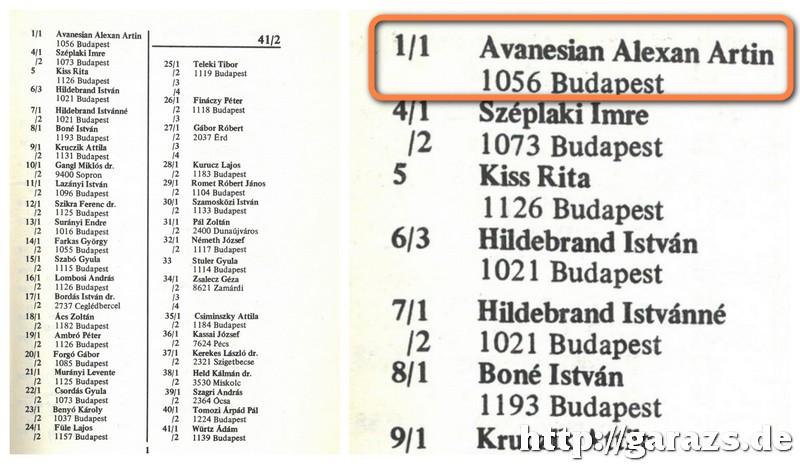 1/1 Avanesian Alexan Artin
1056 Budapest
4/1 Széplaki Imre
/2 1073 Budapest
5 Kiss Rita
1126 Budapest
6/3 Hildebrand István
1021 Budapest
7/1 Hildebrand Istvánné
/2 1021 Budapest
8/1 Boné István
1193 Budapest
9/1 Kruczik Attila
/2 1131 Budapest
10/1 Gangl Miklós dr.
/2 9400 Sopron
11/1 Lazányi István
/2 1096 Budapest
12/1 Szikra Ferenc dr.
/2 1125 Budapest
13/1 Surányi Endre
/2 1016 Budapest
14/1 Farkas György
/2 1055 Budapest
15/1 Szabó Gyula
/2 1115 Budapest
16/1 Lombosi András
/2 1126 Budapest
17/1 Bordás István dr.
/2 2737 Ceglédbercel
18/1 Ács Zoltán
/2 1182 Budapest
19/1 Ambró Péter
/2 1126 Budapest
20/1 Forgó Gábor
/2 1085 Budapest
21/1 Murányi Levente
/2 1125 Budapest
22/1 Csordás Gyula
/2 1073 Budapest
23/1 Benyó Károly
/2 1037 Budapest
24/1 Füle Lajos
/2 1157 Budapest
41/2
25/1 Teleki Tibor
/2 1119 Budapest
/3
/4
26/1 Fináczy Péter
/2 1118 Budapest
/3
27/1 Gábor Róbert
/2 2037 Érd
/3
/4
28/1 Kurucz Lajos
/2 1183 Budapest
29/1 Romet Róbert János
/2 1104 Budapest
30/1 Szamosközi István
/2 1133 Budapest
31/1 Pál Zoltán
/2 2400 Dunaújváros
32/1 Németh József
/2 1117 Budapest
33 Stuler Gyula
1114 Budapest
34/1 Zsalecz Géza
/2 8621 Zamárdi
/3
/4
35/1 Csiminszky Attila
/2 1184 Budapest
36/1 Kassai József
/2 7624 Pécs
37/1 Kerekes László dr.
/2 2321 Szigetbecse
38/1 Held Kálmán dr.
/2 3530 Miskolc
39/1 Szagri András
/2 2364 Ócsa
40/1 Tomozi Árpád Pál
/2 1224 Budapest
41/1 Würtz Ádám
/2 1139 Budapest
1
1/1 Avanesian Alexan Artin
1056 Budapest
4/1 Széplaki Imre
/2 1073 Budapest
5 Kiss Rita
1126 Budapest
6/3 Hildebrand István
1021 Budapest
7/1 Hildebrand Istvánné
/2 1021 Budapest
8/1 Boné István
1193 Budapest
9/1
http://garazs.de